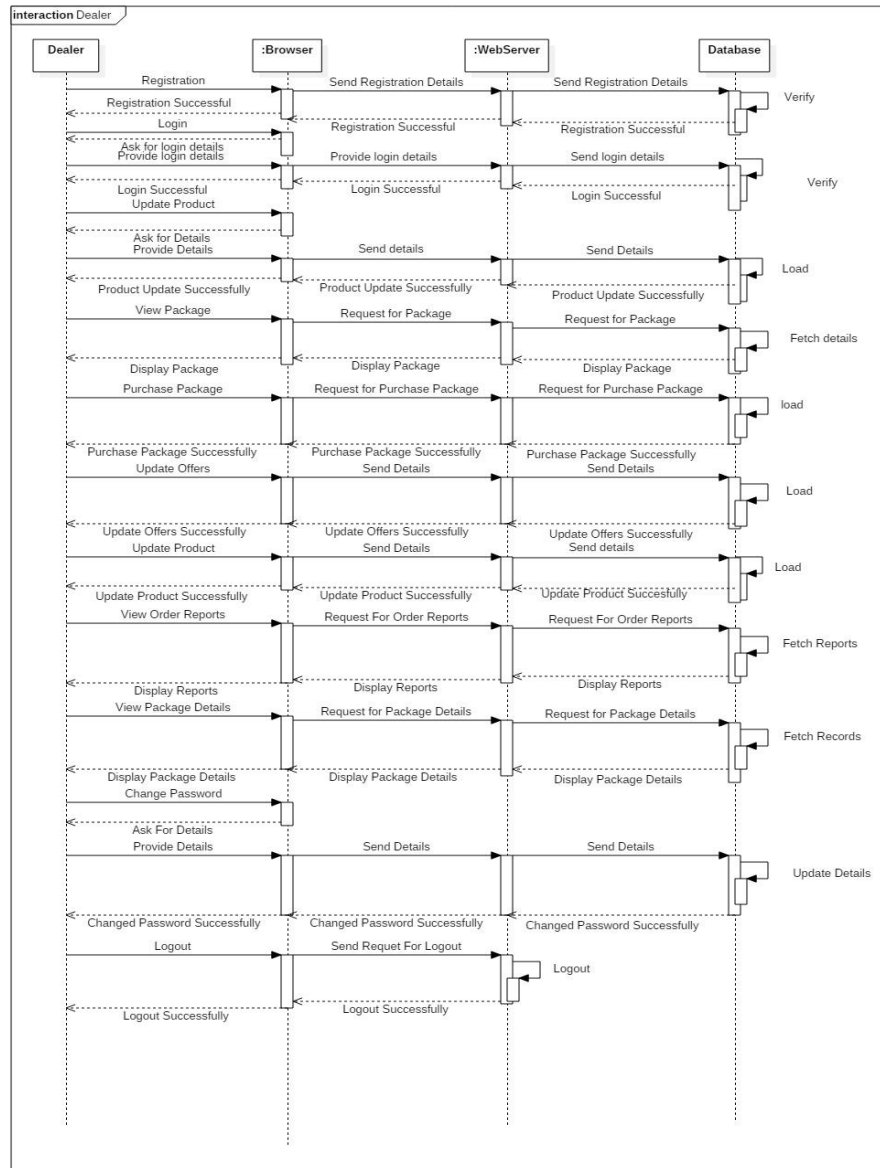 interaction Dealer
Dealer :Browser :WebServer Database
Registration Send Registration Details Send Registration Details
Verify
Registration Successful Registration Successful Registration Successful
Login
Ask for login details
Provide login details Provide login details Send login details
Verify
Login Successful Login Successful Login Successful
Update Product
Ask for Details
Provide Details Send details Send Details
Load
Product Update Successfully Product Update Successfully Product Update Successfully
View Package Request for Package Request for Package
Fetch details
Display Package Display Package Display Package
Purchase Package Request for Purchase Package Request for Purchase Package
load
Purchase Package Successfully Purchase Package Successfully Purchase Package Successfully
Update Offers Send Details Send Details
Load
Update Offers Successfully Update Offers Successfully Update Offers Successfully
Update Product Send Details Send details
Load
Update Product Successfully Update Product Successfully Update Product Succesfully
View Order Reports Request For Order Reports Request For Order Reports
Fetch Reports
Display Reports Display Reports Display Reports
View Package Details Request for Package Details Request for Package Details
Fetch Records
Display Package Details Display Package Details Display Package Details
Change Password
Ask For Details
Provide Details Send Details Send Details
Update Details
Changed Password Successfully Changed Password Successfully Changed Password Successfully
Logout Send Requet For Logout
Logout
Logout Successfully Logout Successfully